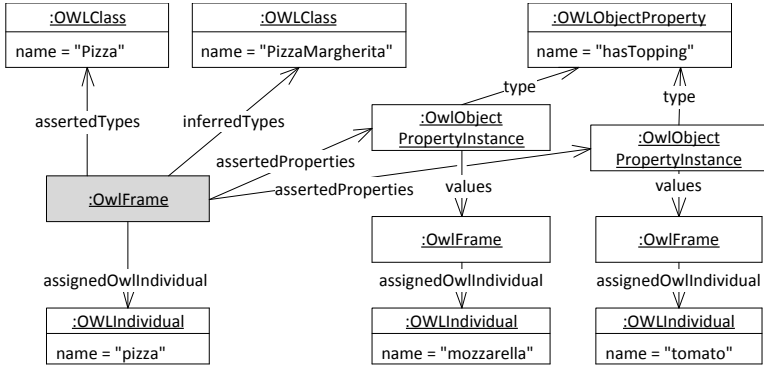 :OWLClass
name = "Pizza"
:OWLClass
name = "PizzaMargherita"
:OWLObjectProperty
name = "hasTopping"
type
type
assertedTypes
inferredTypes
:OwlObject
PropertyInstance
:OwlObject
PropertyInstance
assertedProperties
assertedProperties
values
values
:OwlFrame
:OwlFrame
:OwlFrame
assignedOwlIndividual
assignedOwlIndividual
assignedOwlIndividual
:OWLIndividual
name = "pizza"
:OWLIndividual
name = "mozzarella"
:OWLIndividual
name = "tomato"